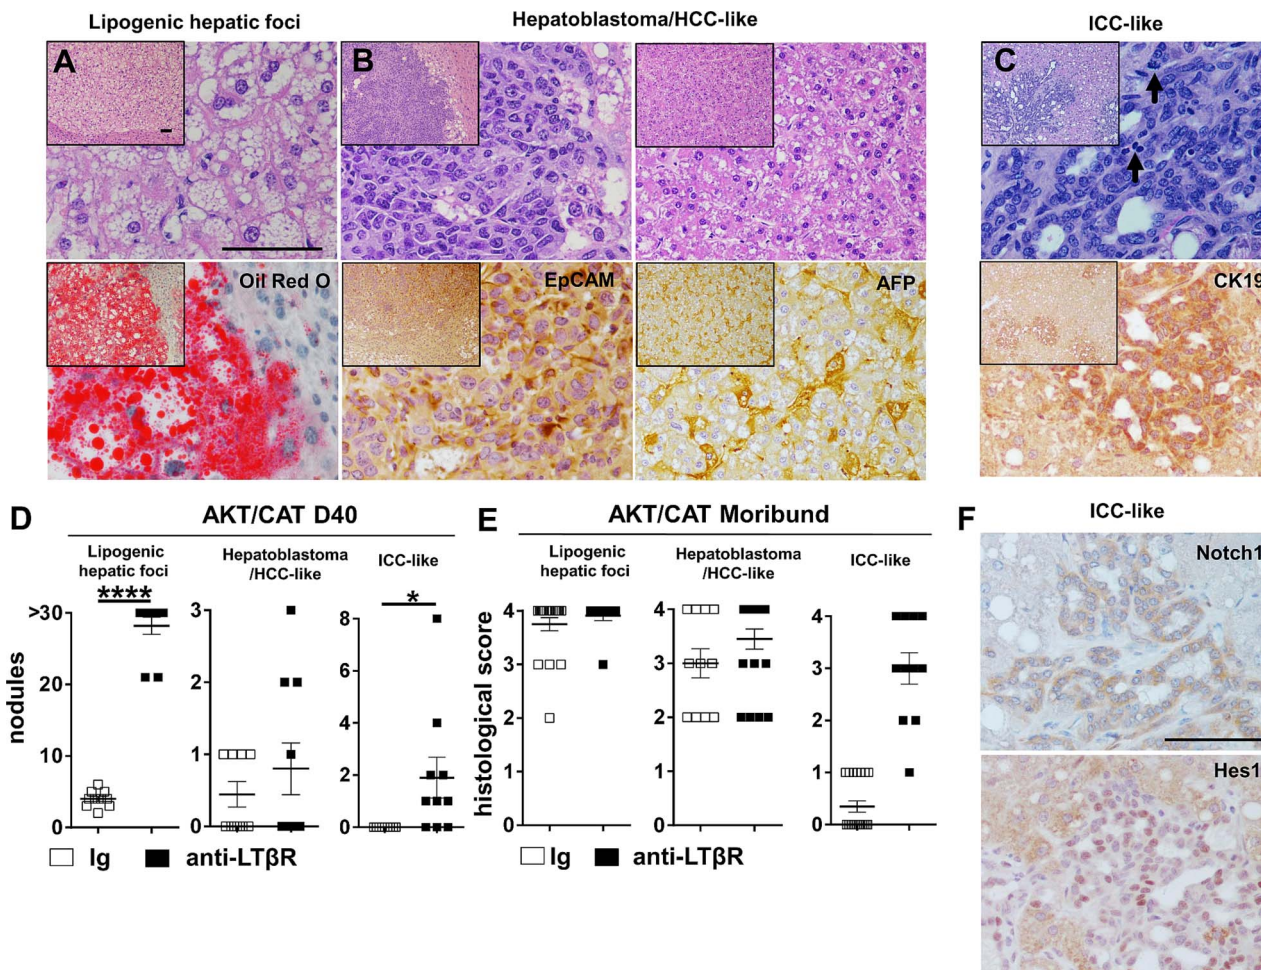 Lipogenic hepatic foci
Hepatoblastoma/HCC-like
ICC-like
A
B
C
Oil Red O
EpCAM
AFP
CK19
D
AKT/CAT D40
Lipogenic
hepatic foci
Hepatoblastoma
/HCC-like
ICC-like
****
*
nodules
>30
20
10
0
3
2
1
0
8
6
4
2
0
Ig
anti-LTβR
E
AKT/CAT Moribund
Lipogenic
hepatic foci
Hepatoblastoma
/HCC-like
ICC-like
histological score
4
3
2
1
0
4
3
2
1
0
4
3
2
1
0
Ig
anti-LTβR
F
ICC-like
Notch1
Hes1